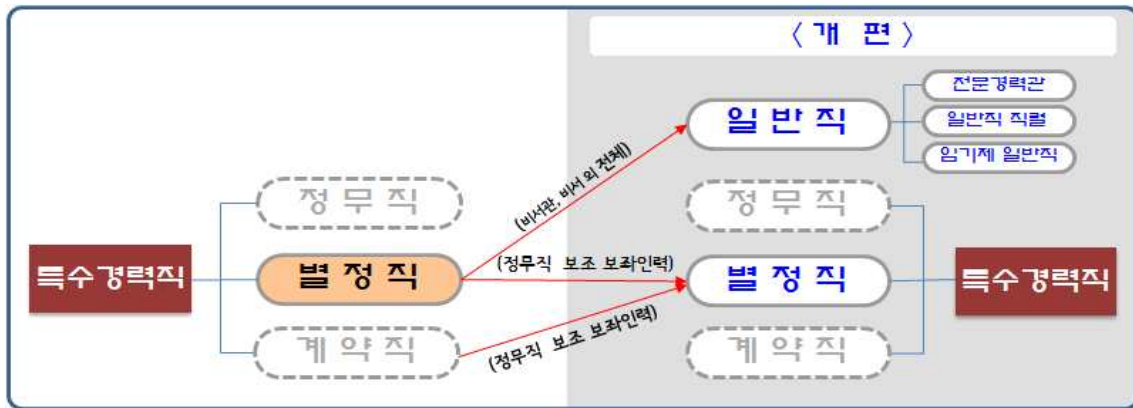 〈 개 편 〉
전문경력관
일 반 직
일반직 직렬
임기제 일반직
(비서관, 비서 외 전체)
정 무 직
정 무 직
특수경력직
별 정 직
(정무직 보조 보좌인력)
별 정 직
특수경력직
계 약 직
(정무직 보조 보좌인력)
계 약 직